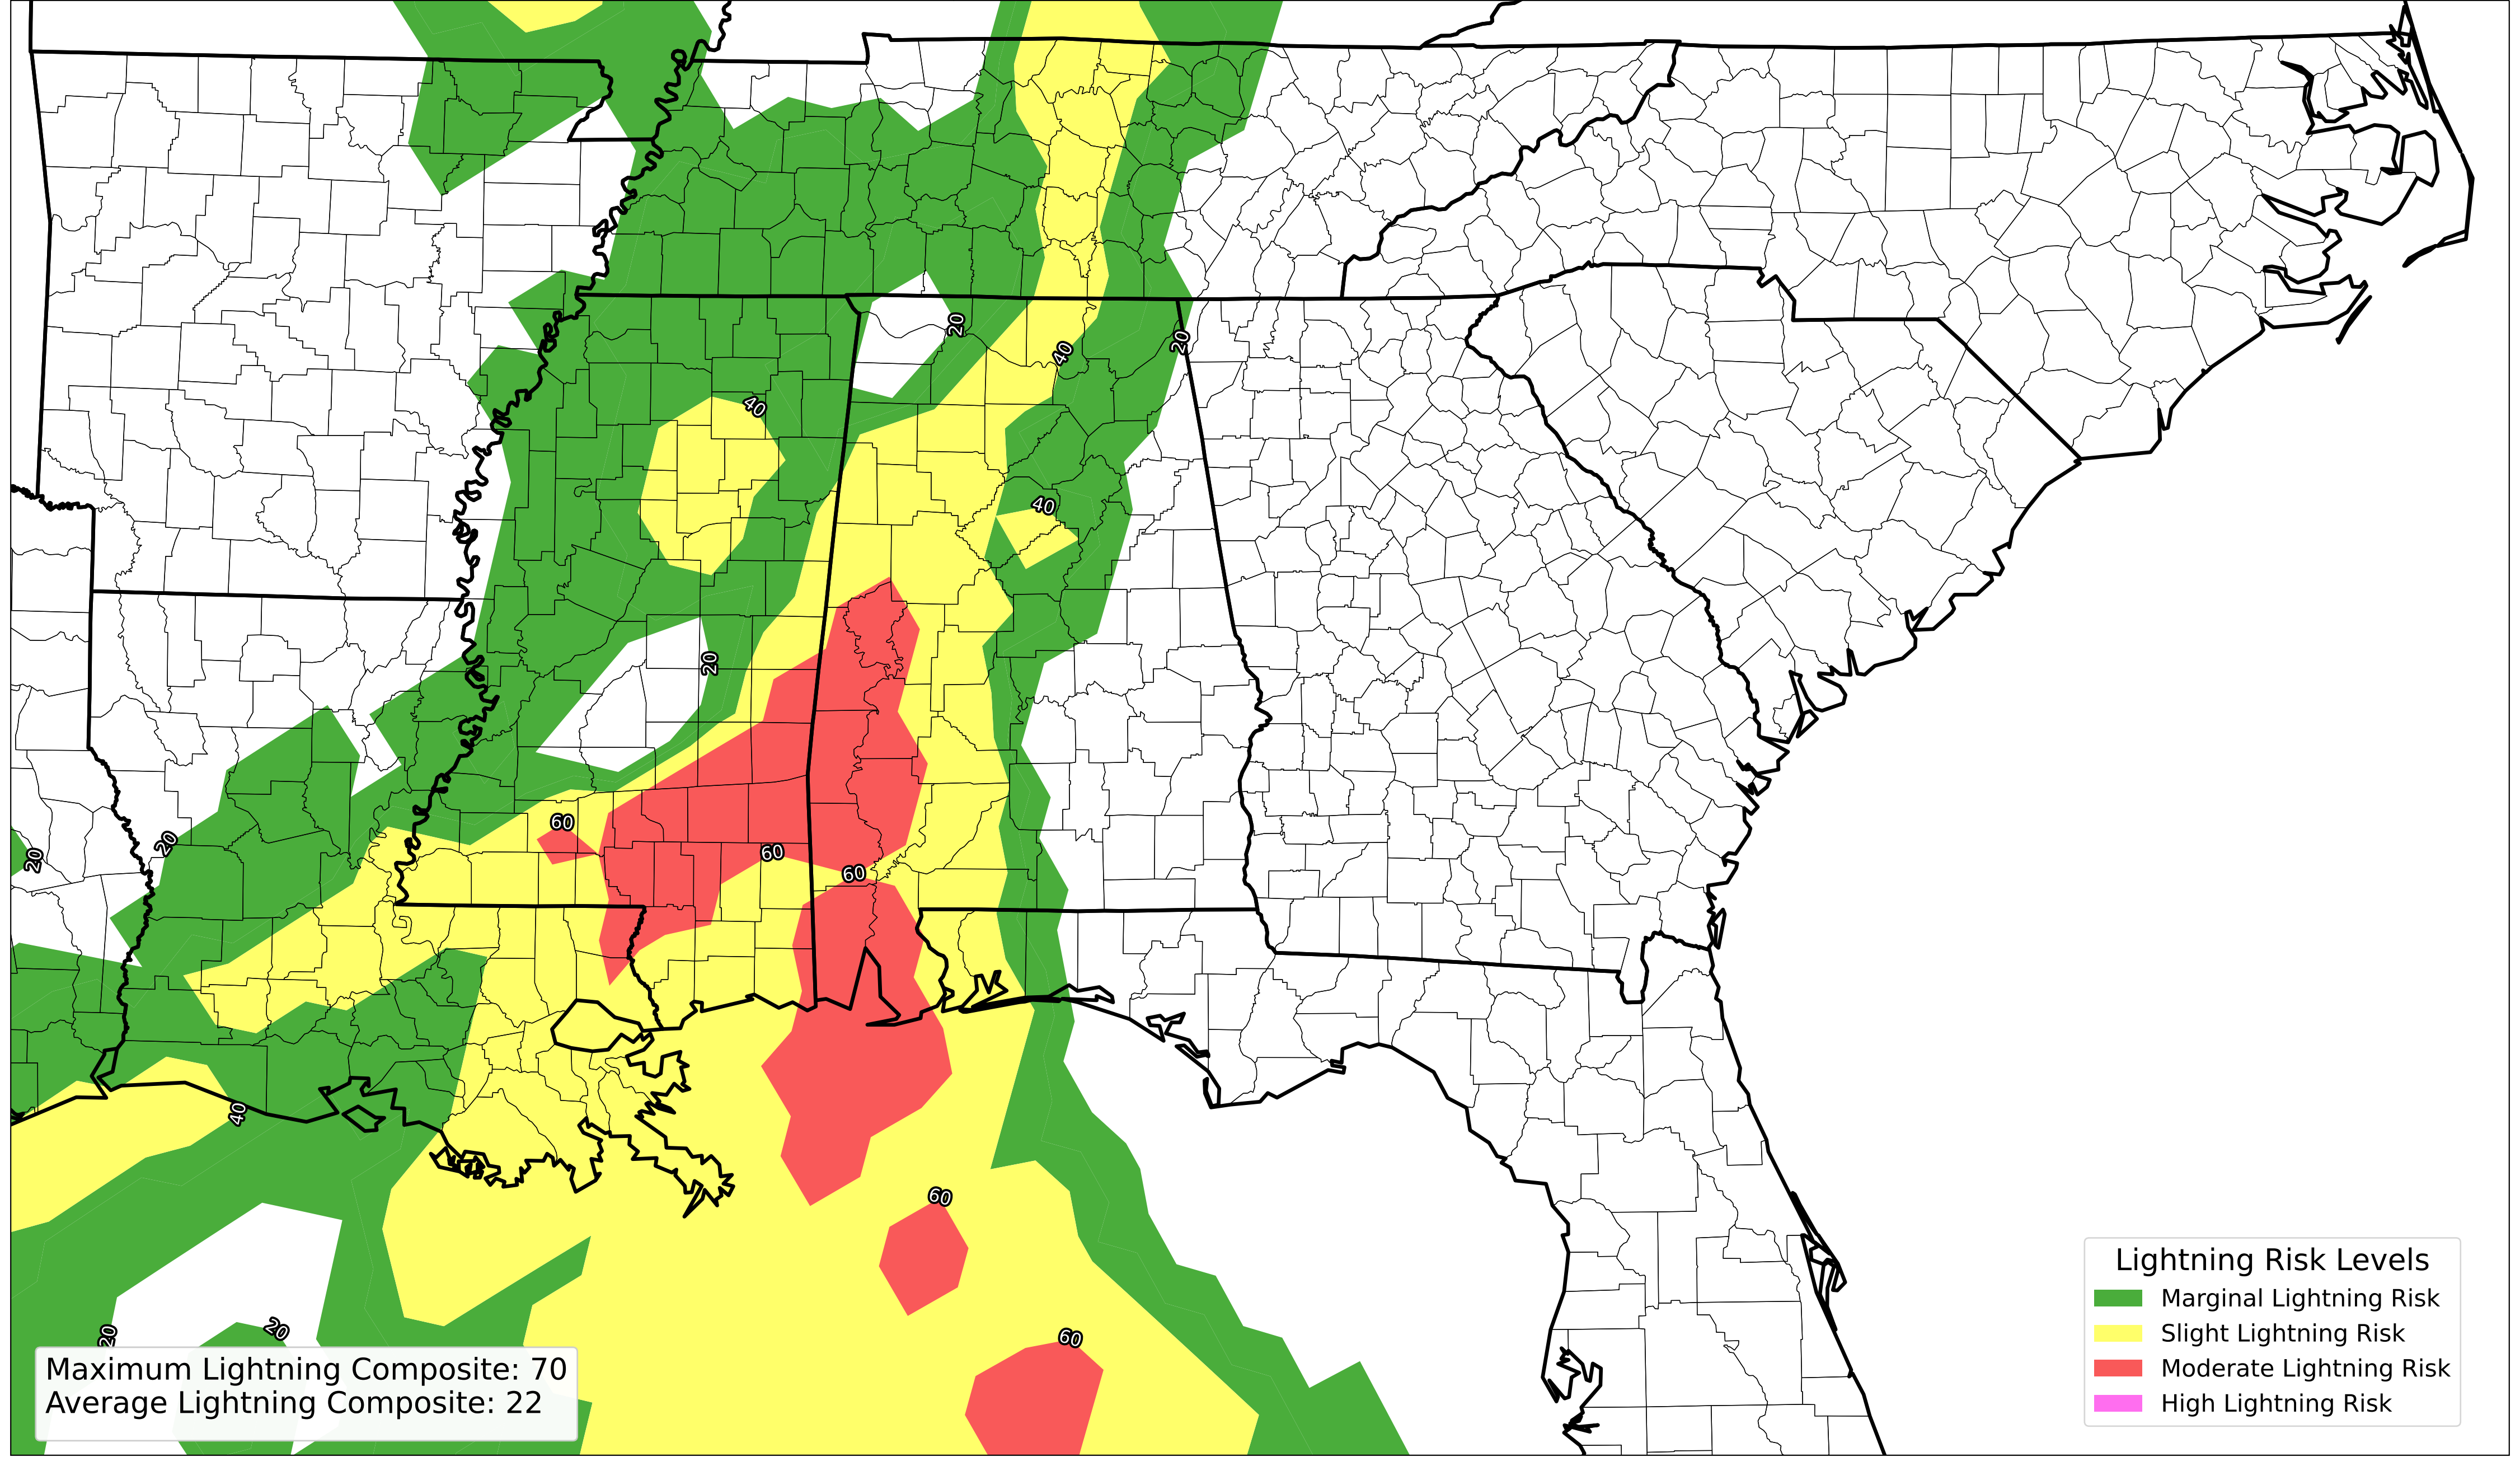 20
40
20
40
40
20
60
20
60
20
60
40
60
20
20
60
Maximum Lightning Composite: 70
Average Lightning Composite: 22
Lightning Risk Levels
Marginal Lightning Risk
Slight Lightning Risk
Moderate Lightning Risk
High Lightning Risk